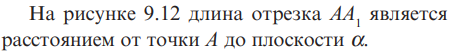 На рисунке 9.12 длина отрезка AA₁ является
расстоянием от точки A до плоскости α.